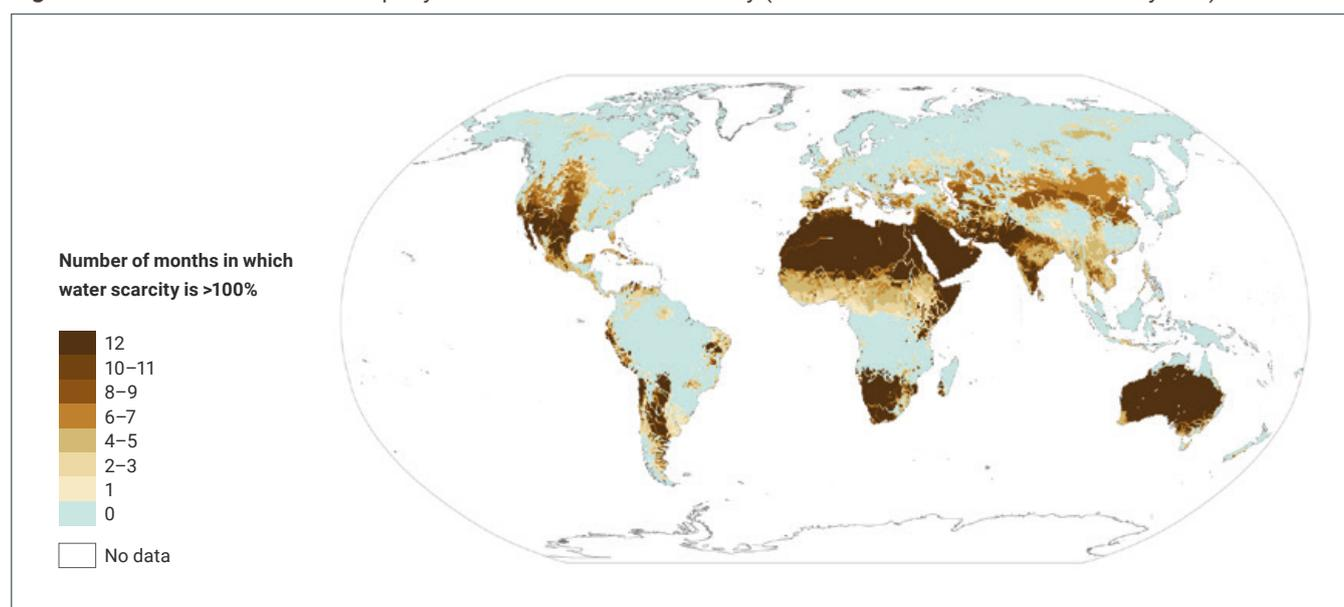 Number of months in which
water scarcity is >100%
12
10–11
8–9
6–7
4–5
2–3
1
0
No data